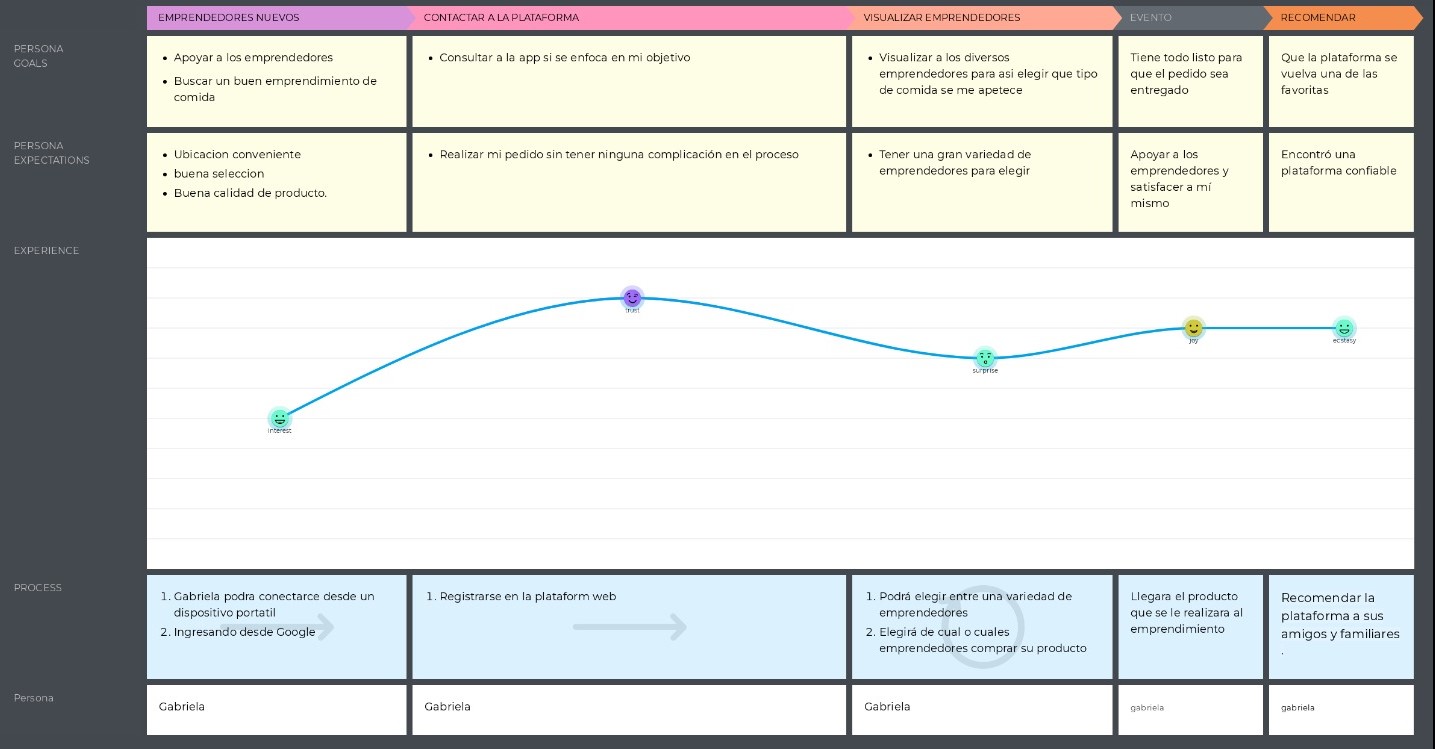 EMPRENDEDORES NUEVOS
CONTACTAR A LA PLATAFORMA
VISUALIZAR EMPRENDEDORES
EVENTO
RECOMENDAR
PERSONA
GOALS
• Apoyar a los emprendedores
• Buscar un buen emprendimiento de
comida
• Consultar a la app si se enfoca en mi objetivo
• Visualizar a los diversos
emprendedores para asi elegir que tipo
de comida se me apetece
Tiene todo listo para
que el pedido sea
entregado
Que la plataforma se
vuelva una de las
favoritas
PERSONA
EXPECTATIONS
• Ubicacion conveniente
• buena seleccion
• Buena calidad de producto.
• Realizar mi pedido sin tener ninguna complicación en el proceso
• Tener una gran variedad de
emprendedores para elegir
Apoyar a los
emprendedores y
satisfacer a mí
mismo
Encontró una
plataforma confiable
EXPERIENCE
interest
trust
surprise
joy
ecstasy
PROCESS
1. Gabriela podra conectarce desde un
dispositivo portatil
2. Ingresando desde Google
1. Registrarse en la plataform web
1. Podrá elegir entre una variedad de
emprendedores
2. Elegirá de cual o cuales
emprendedores comprar su producto
Llegara el producto
que se le realizara al
emprendimiento
Recomendar la
plataforma a sus
amigos y familiares
.
Persona
Gabriela
Gabriela
Gabriela
gabriela
gabriela